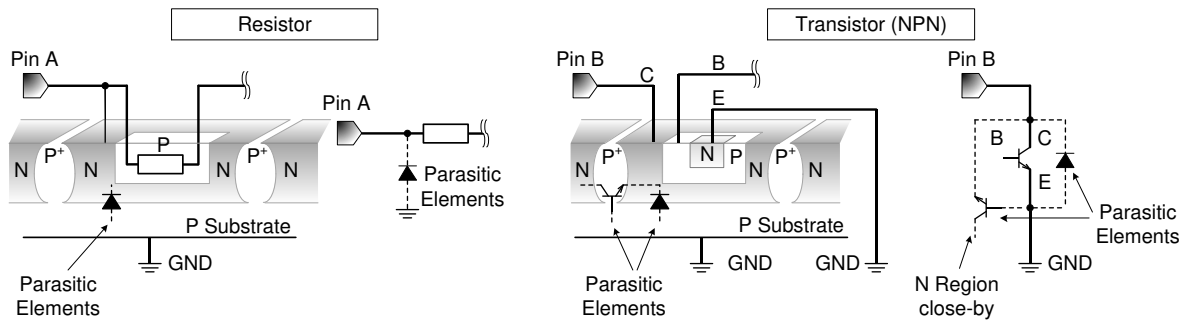 Resistor
Pin A
N
P+
N
P
N
P+
N
P Substrate
GND
Parasitic
Elements
Pin A
Parasitic
Elements
Transistor (NPN)
Pin B
C
B
E
N
P+
N
N
P
P+
N
P Substrate
GND
GND
Parasitic
Elements
Pin B
B
C
E
Parasitic
Elements
GND
N Region
close-by